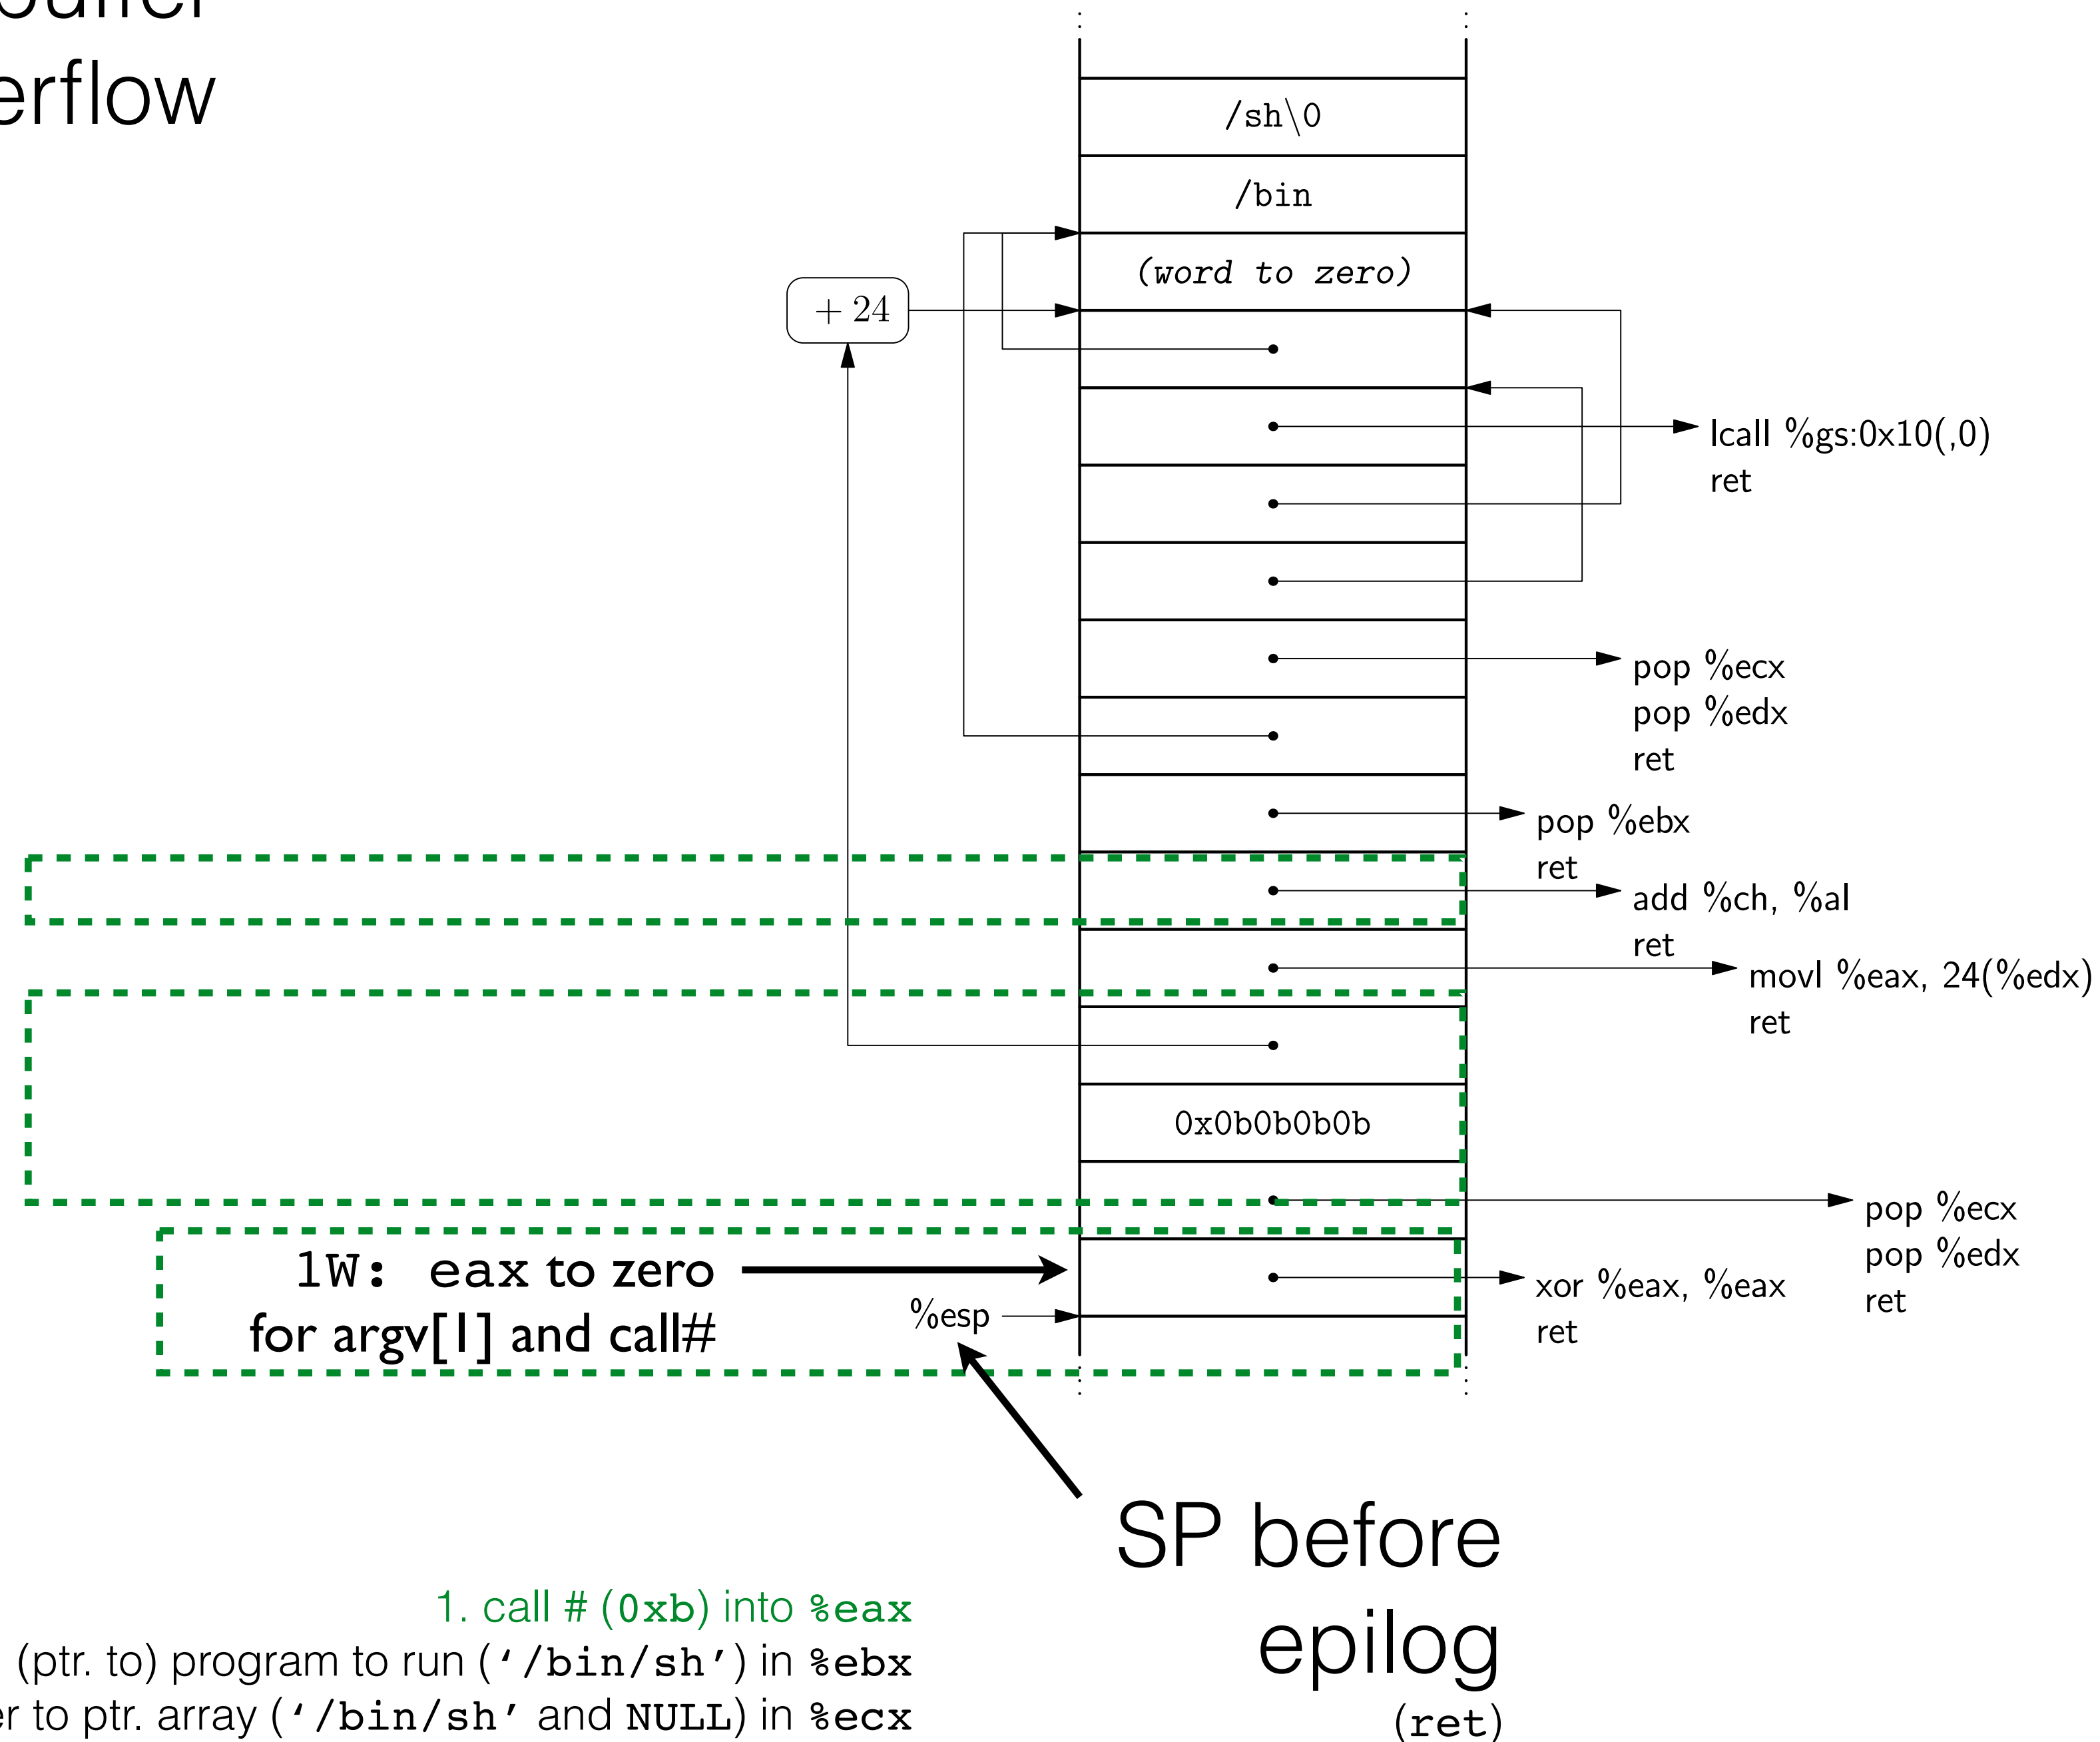 erflow
/sh\0
/bin
(word to zero)
+ 24
lcall %gs:0x10(,0)
ret
pop %ecx
pop %edx
ret
pop %ebx
ret
add %ch, %al
ret
movl %eax, 24(%edx)
ret
0x0b0b0b0b
pop %ecx
pop %edx
ret
1W: eax to zero
for argv[1] and call#
%esp
xor %eax, %eax
ret
SP before
epilog
(ret)
1. call # (0xb) into %eax
(ptr. to) program to run ('/bin/sh') in %ebx
er to ptr. array ('/bin/sh' and NULL) in %ecx